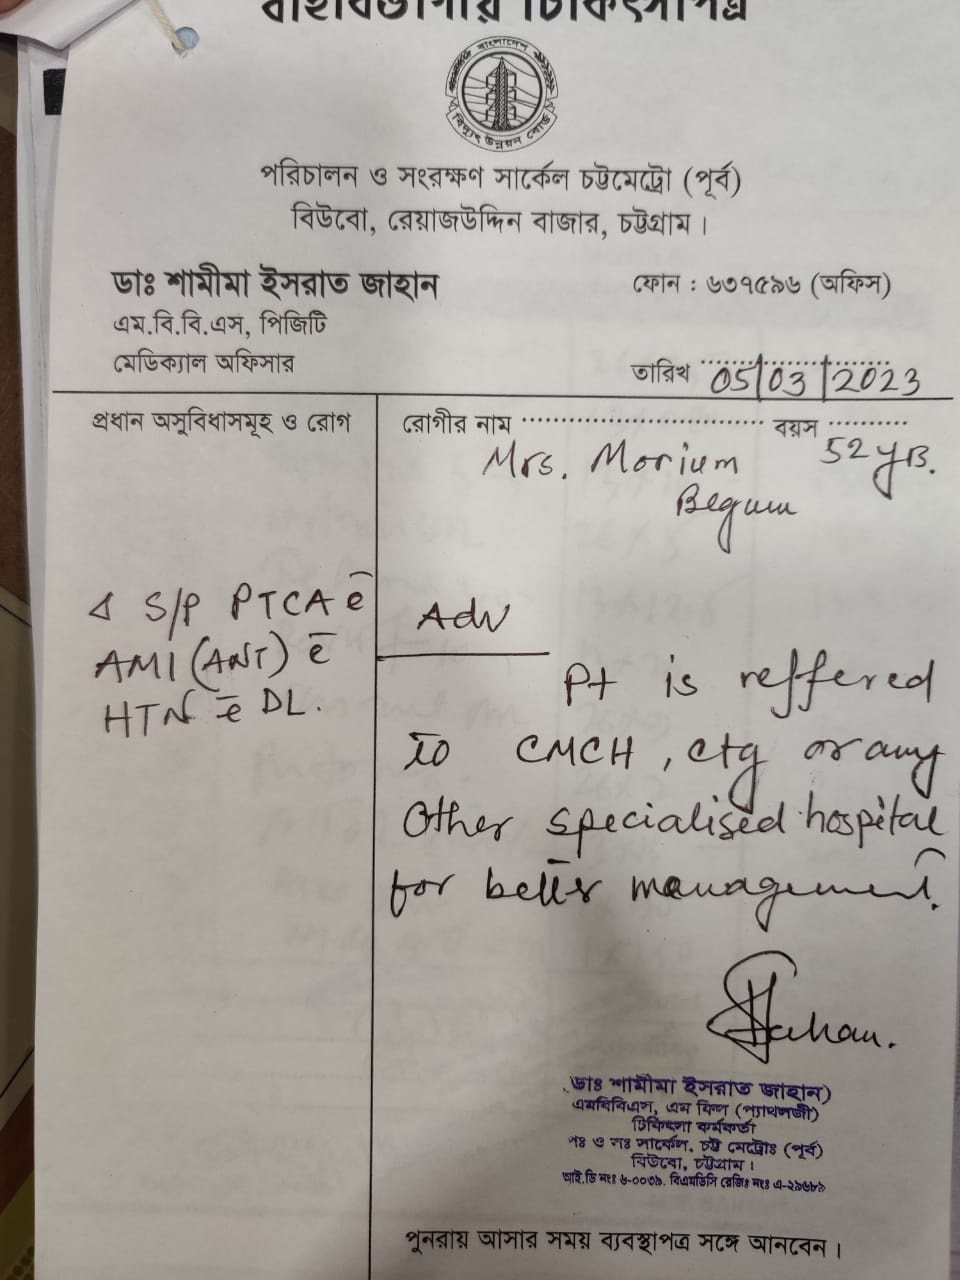 বহির্বিভাগীয় চিকিৎসাপত্র
বাংলাদেশ
বিদ্যুৎ উন্নয়ন বোর্ড
পরিচালন ও সংরক্ষণ সার্কেল চট্টমেট্রো (পূর্ব)
বিউবো, রেয়াজউদ্দিন বাজার, চট্টগ্রাম।
ডাঃ শামীমা ইসরাত জাহান
ফোন : ৬৩৭৫৯৬ (অফিস)
এম.বি.বি.এস, পিজিটি
মেডিক্যাল অফিসার
তারিখ 05/03/2023
প্রধান অসুবিধাসমূহ ও রোগ
রোগীর নাম ............ বয়স ..........
Mrs. Morium 52 yrs.
Begum
S/P PTCA c̄
AMI (ANT) c̄
HTN c̄ DL.
Adv
Pt is reffered
to CMCH, ctg or any
other specialised hospital
for better management.
Jahan.
ডাঃ শামীমা ইসরাত জাহান)
এমবিবিএস, এম ফিল (প্যাথলজী)
চিকিৎসা কর্মকর্তা
পঃ ও সঃ সার্কেল, চট্ট মেট্রোঃ (পূর্ব)
বিউবো, চট্টগ্রাম।
আই.ডি নংঃ ৬-০০৩৯. বিএমডিসি রেজিঃ নংঃ এ-২৯৬৮৯
পুনরায় আসার সময় ব্যবস্থাপত্র সঙ্গে আনবেন।